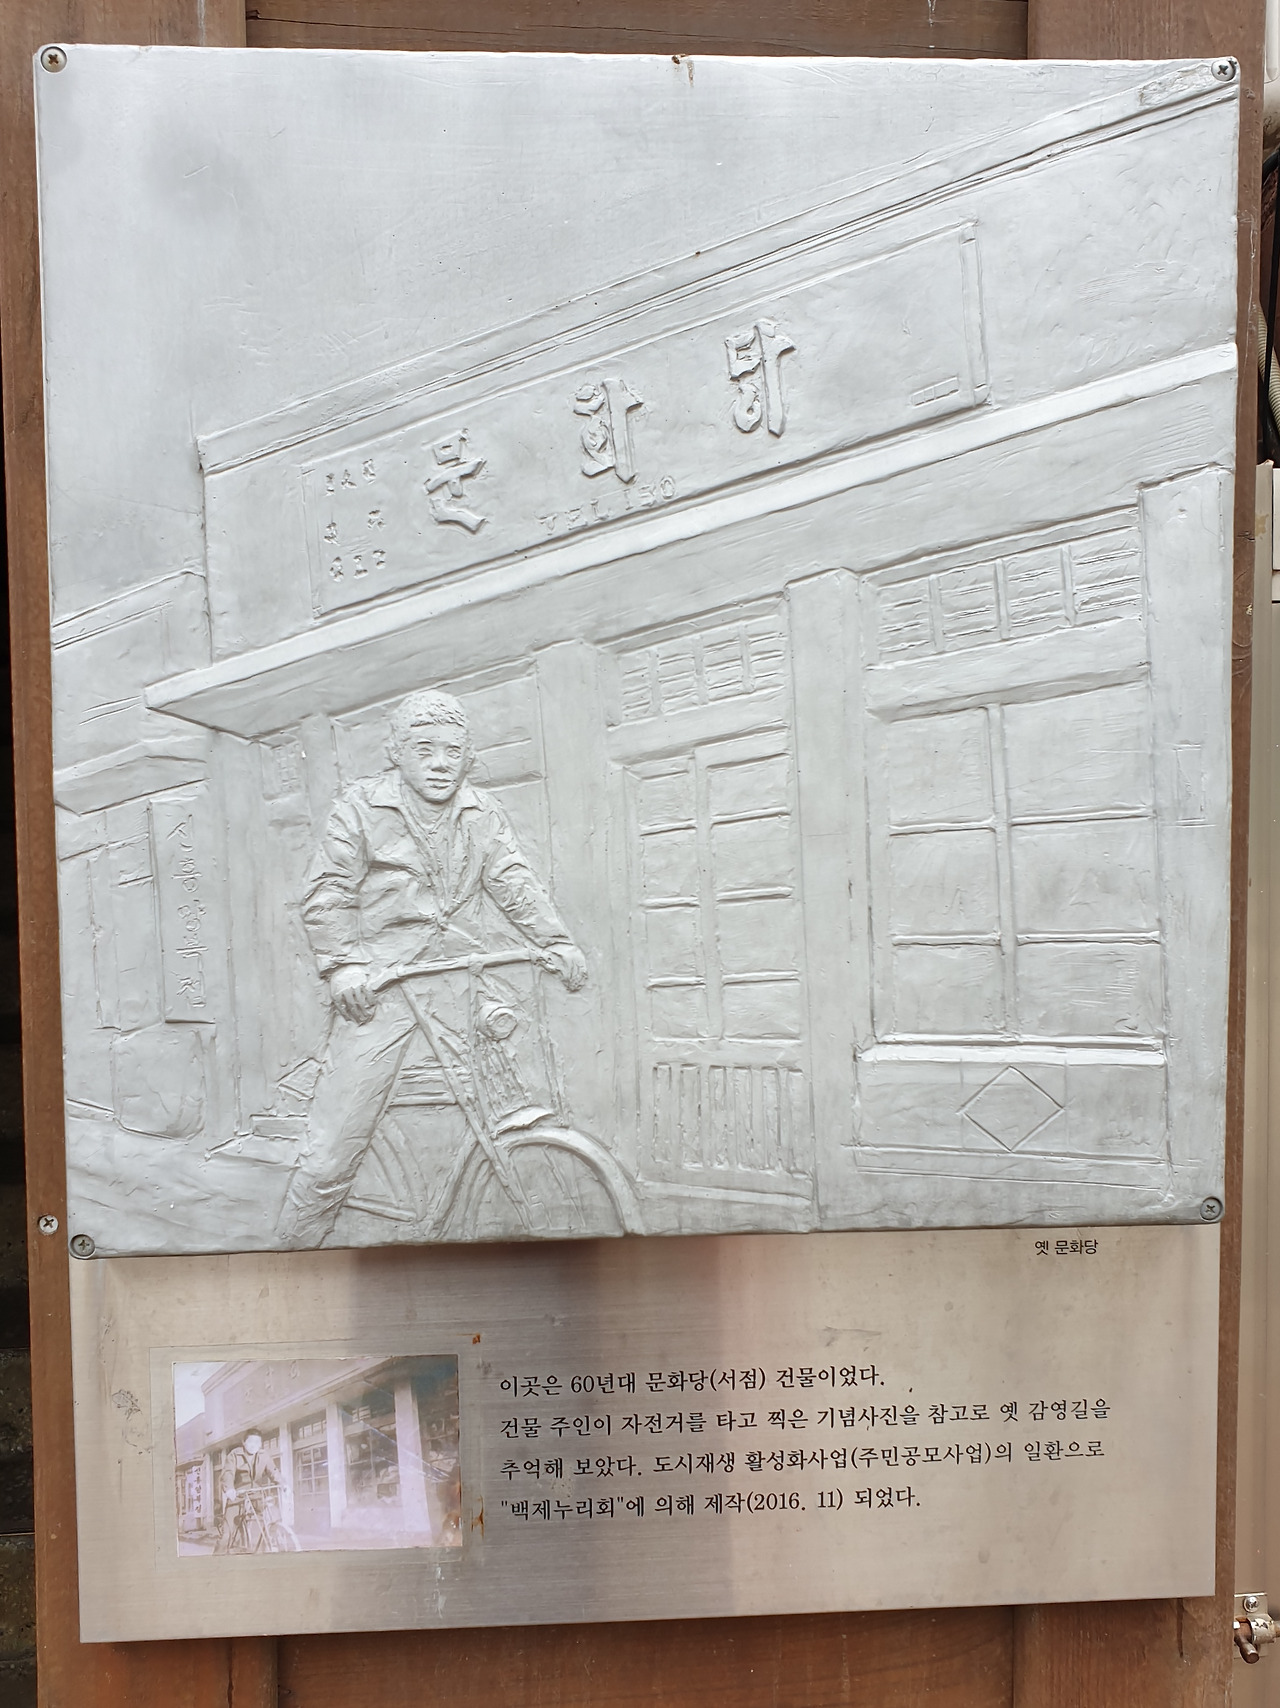 문화당
TEL 130
신흥양복점
옛 문화당
이곳은 60년대 문화당(서점) 건물이었다.
건물 주인이 자전거를 타고 찍은 기념사진을 참고로 옛 감영길을
추억해 보았다. 도시재생 활성화사업(주민공모사업)의 일환으로
"백제누리회"에 의해 제작(2016. 11) 되었다.